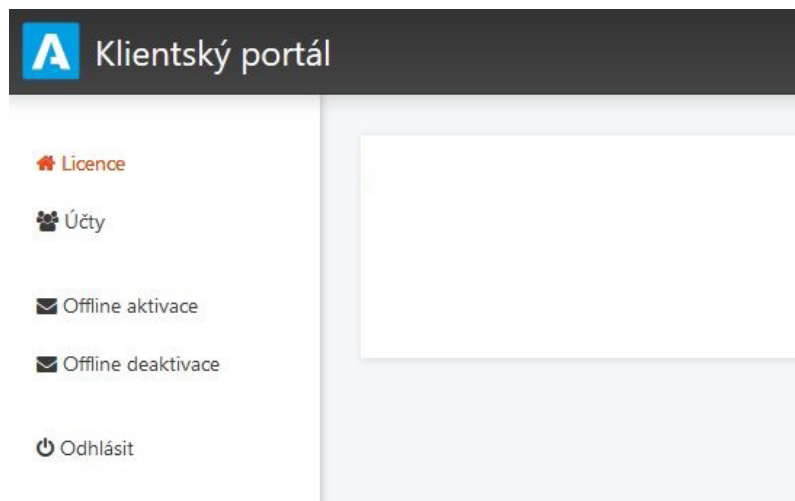 Klientský portál
Licence
Účty
Offline aktivace
Offline deaktivace
Odhlásit